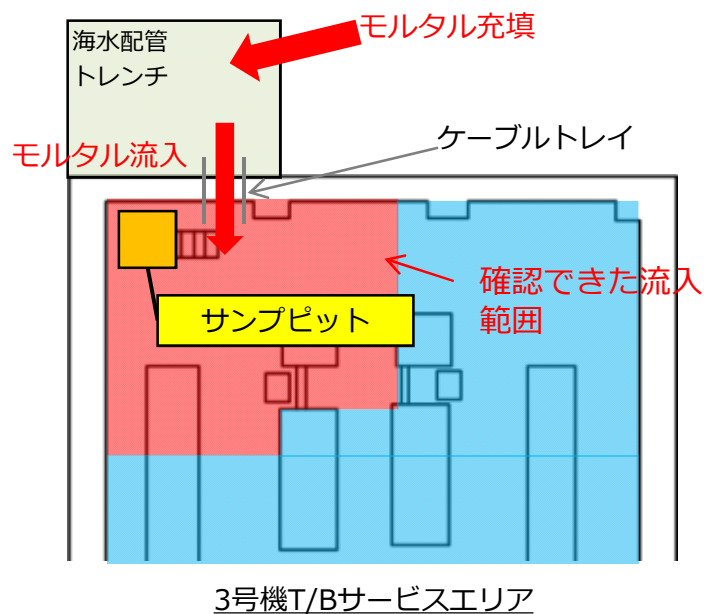 海水配管
トレンチ
モルタル充填
モルタル流入
ケーブルトレイ
確認できた流入
範囲
サンプピット
3号機T/Bサービスエリア